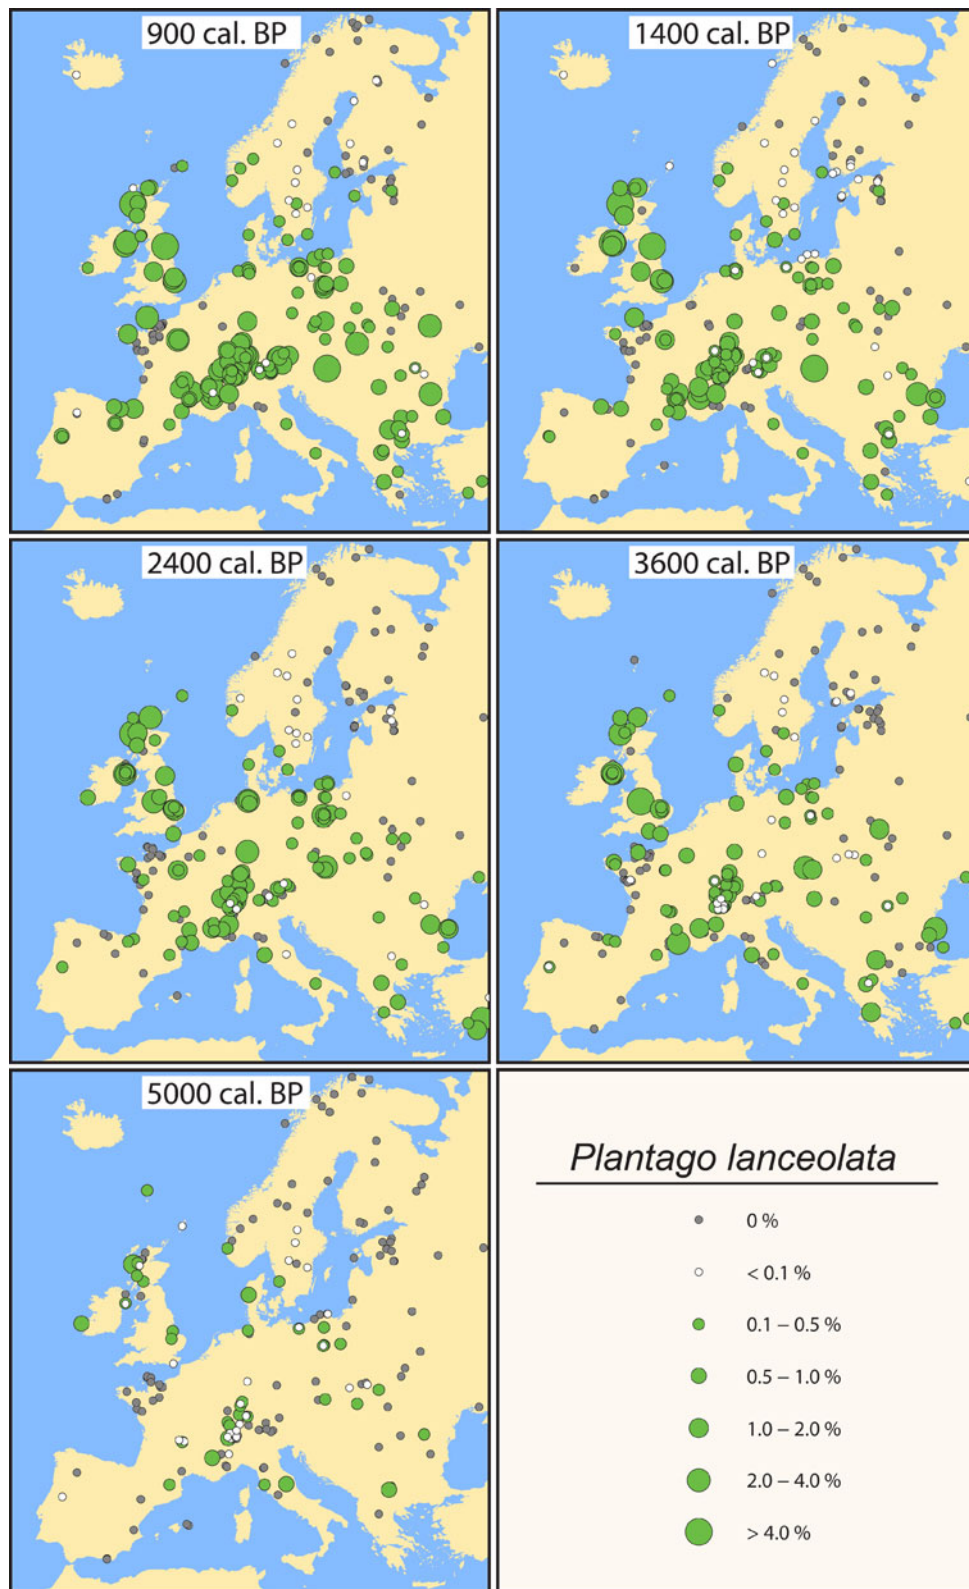 900 cal. BP
1400 cal. BP
2400 cal. BP
3600 cal. BP
5000 cal. BP
Plantago lanceolata
0 %
< 0.1 %
0.1 – 0.5 %
0.5 – 1.0 %
1.0 – 2.0 %
2.0 – 4.0 %
> 4.0 %